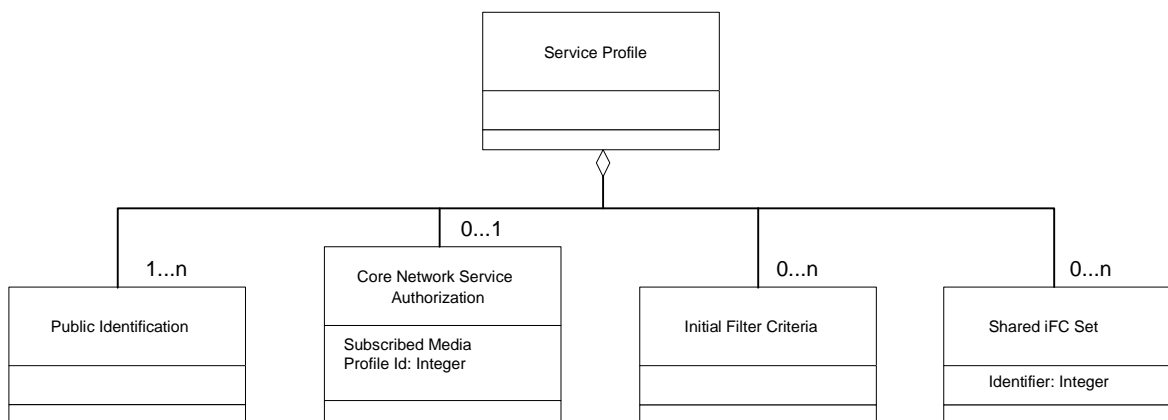 Service Profile
1...n
0...1
0...n
0...n
Public Identification
Core Network Service
Authorization
Subscribed Media
Profile Id: Integer
Initial Filter Criteria
Shared iFC Set
Identifier: Integer